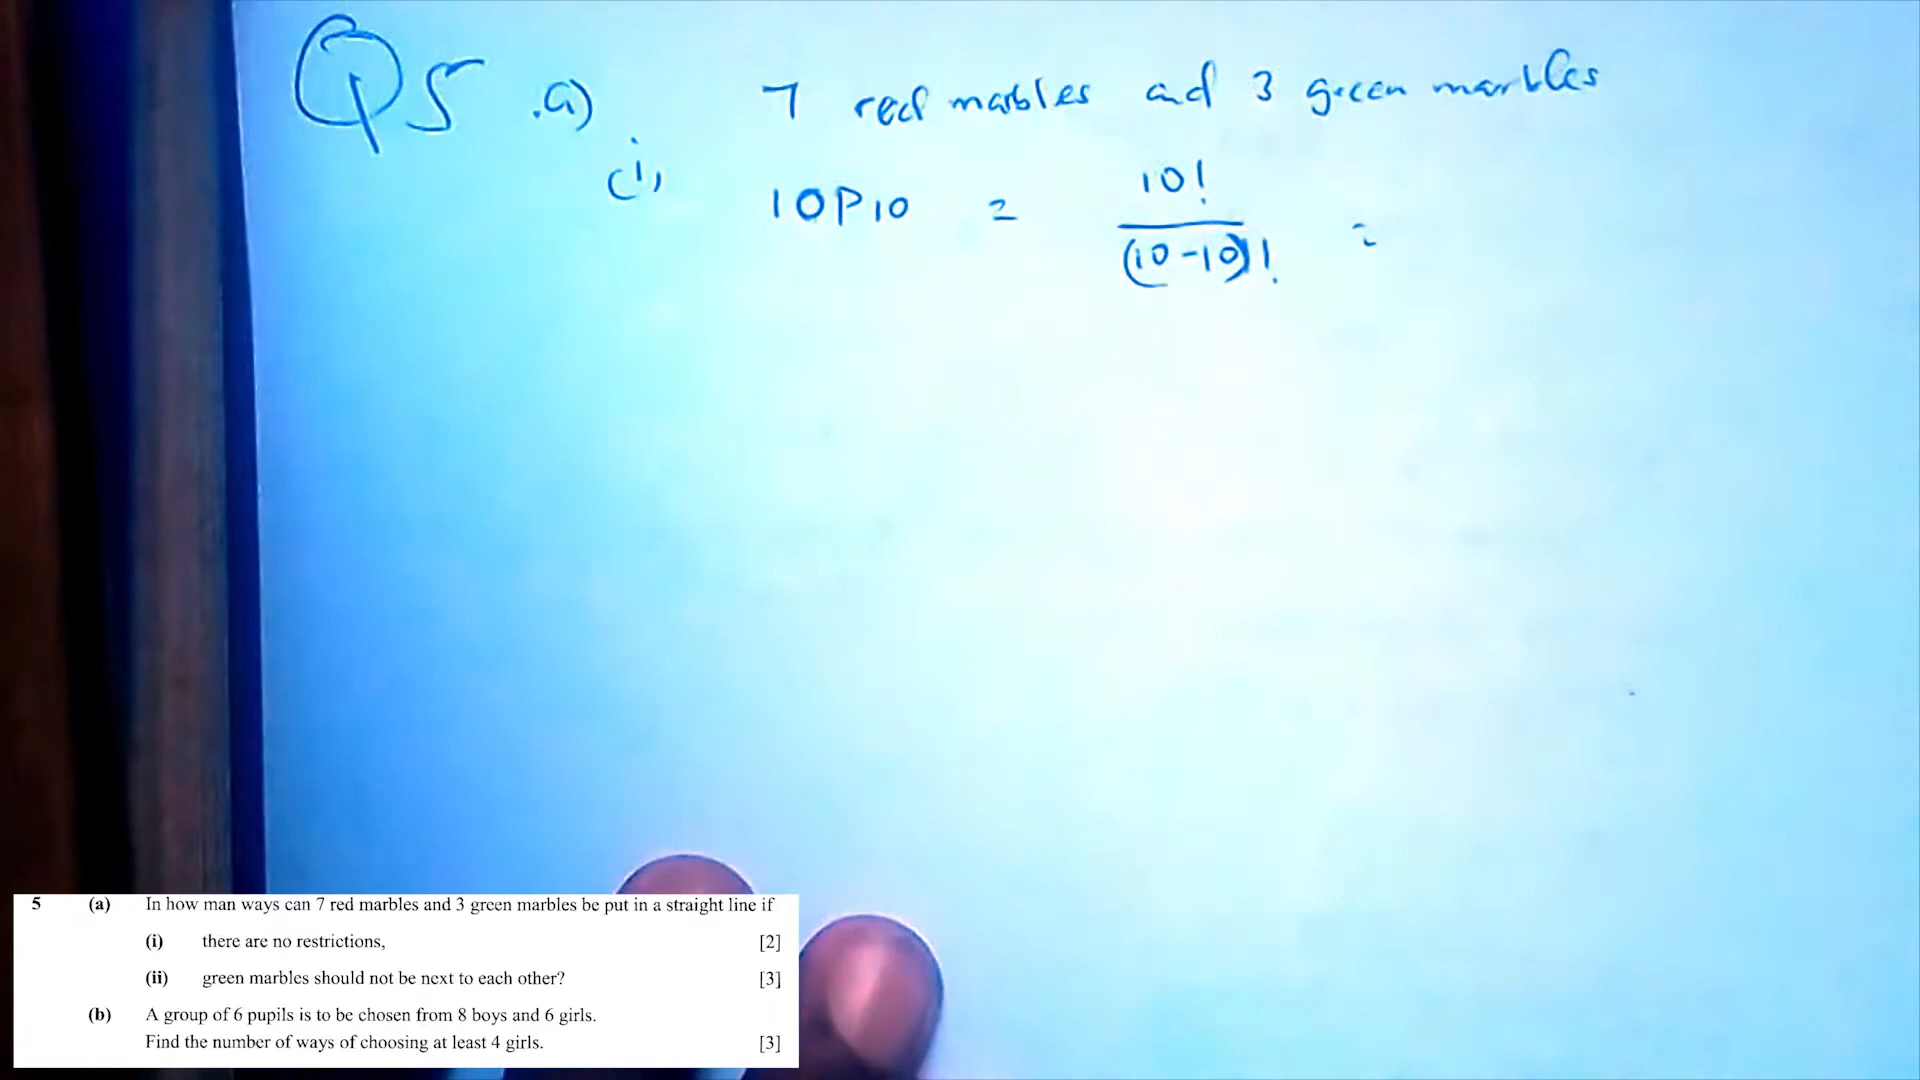 Q5 .a) 7 red marbles and 3 green marbles
(i) 10P10 = 10! / (10-10)! =
5 (a) In how man ways can 7 red marbles and 3 green marbles be put in a straight line if
(i) there are no restrictions, [2]
(ii) green marbles should not be next to each other? [3]
(b) A group of 6 pupils is to be chosen from 8 boys and 6 girls.
Find the number of ways of choosing at least 4 girls. [3]